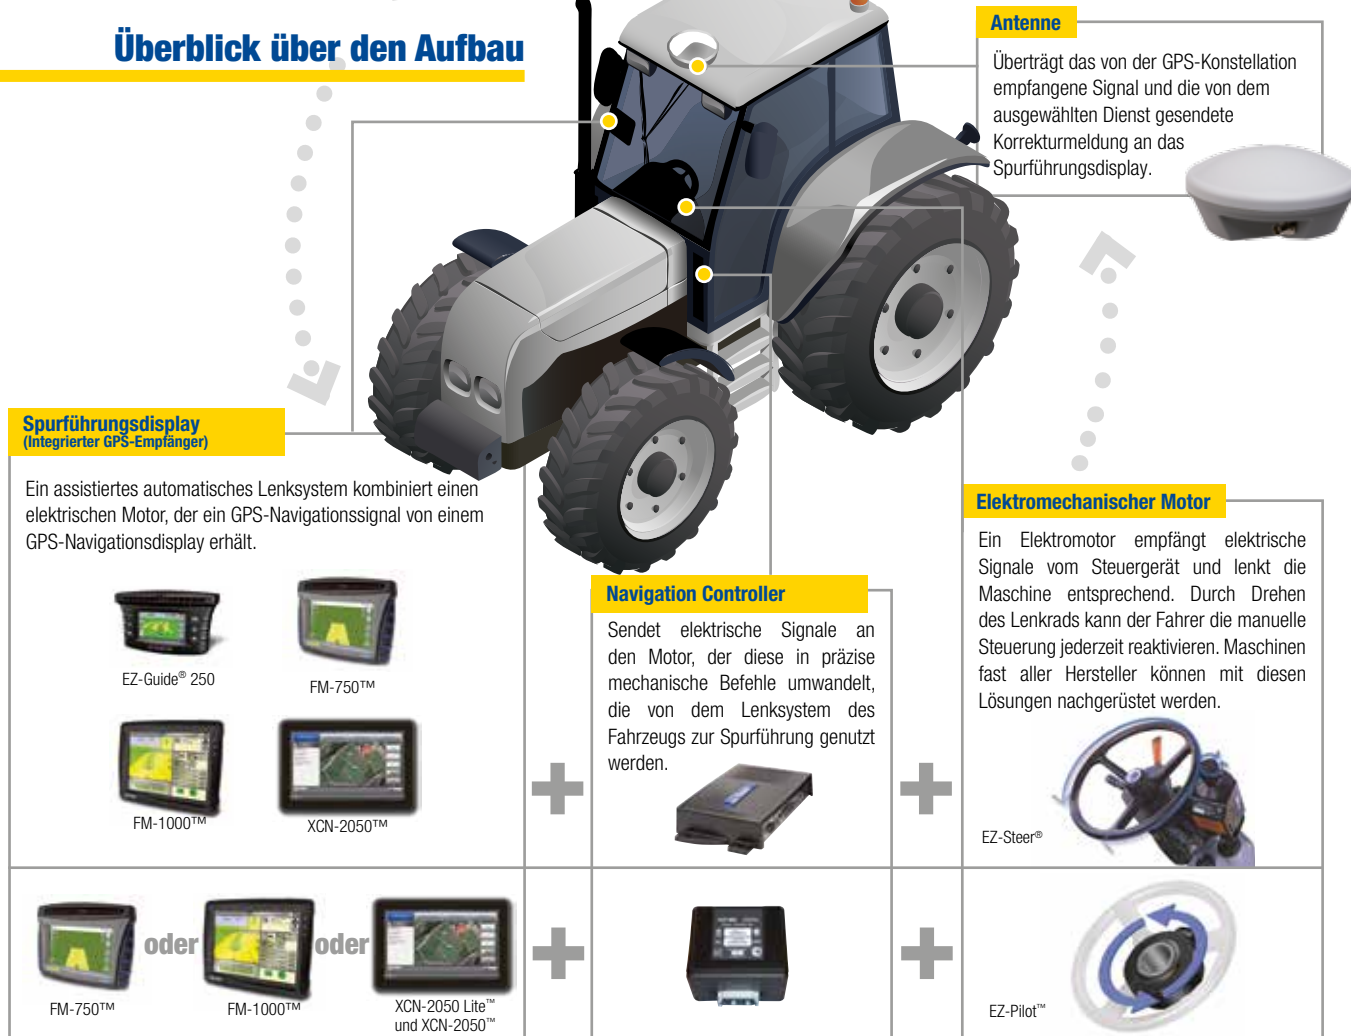 Überblick über den Aufbau
Antenne
Überträgt das von der GPS-Konstellation
empfangene Signal und die von dem
ausgewählten Dienst gesendete
Korrekturmeldung an das
Spurführungsdisplay.
Spurführungsdisplay
(Integrierter GPS-Empfänger)
Ein assistiertes automatisches Lenksystem kombiniert einen
elektrischen Motor, der ein GPS-Navigationssignal von einem
GPS-Navigationsdisplay erhält.
EZ-Guide® 250
FM-750™
FM-1000™
XCN-2050™
Navigation Controller
Sendet elektrische Signale an
den Motor, der diese in präzise
mechanische Befehle umwandelt,
die von dem Lenksystem des
Fahrzeugs zur Spurführung genutzt
werden.
Elektromechanischer Motor
Ein Elektromotor empfängt elektrische
Signale vom Steuergerät und lenkt die
Maschine entsprechend. Durch Drehen
des Lenkrads kann der Fahrer die manuelle
Steuerung jederzeit reaktivieren. Maschinen
fast aller Hersteller können mit diesen
Lösungen nachgerüstet werden.
EZ-Steer®
oder
oder
FM-750™
FM-1000™
XCN-2050 Lite™
und XCN-2050™
EZ-Pilot™